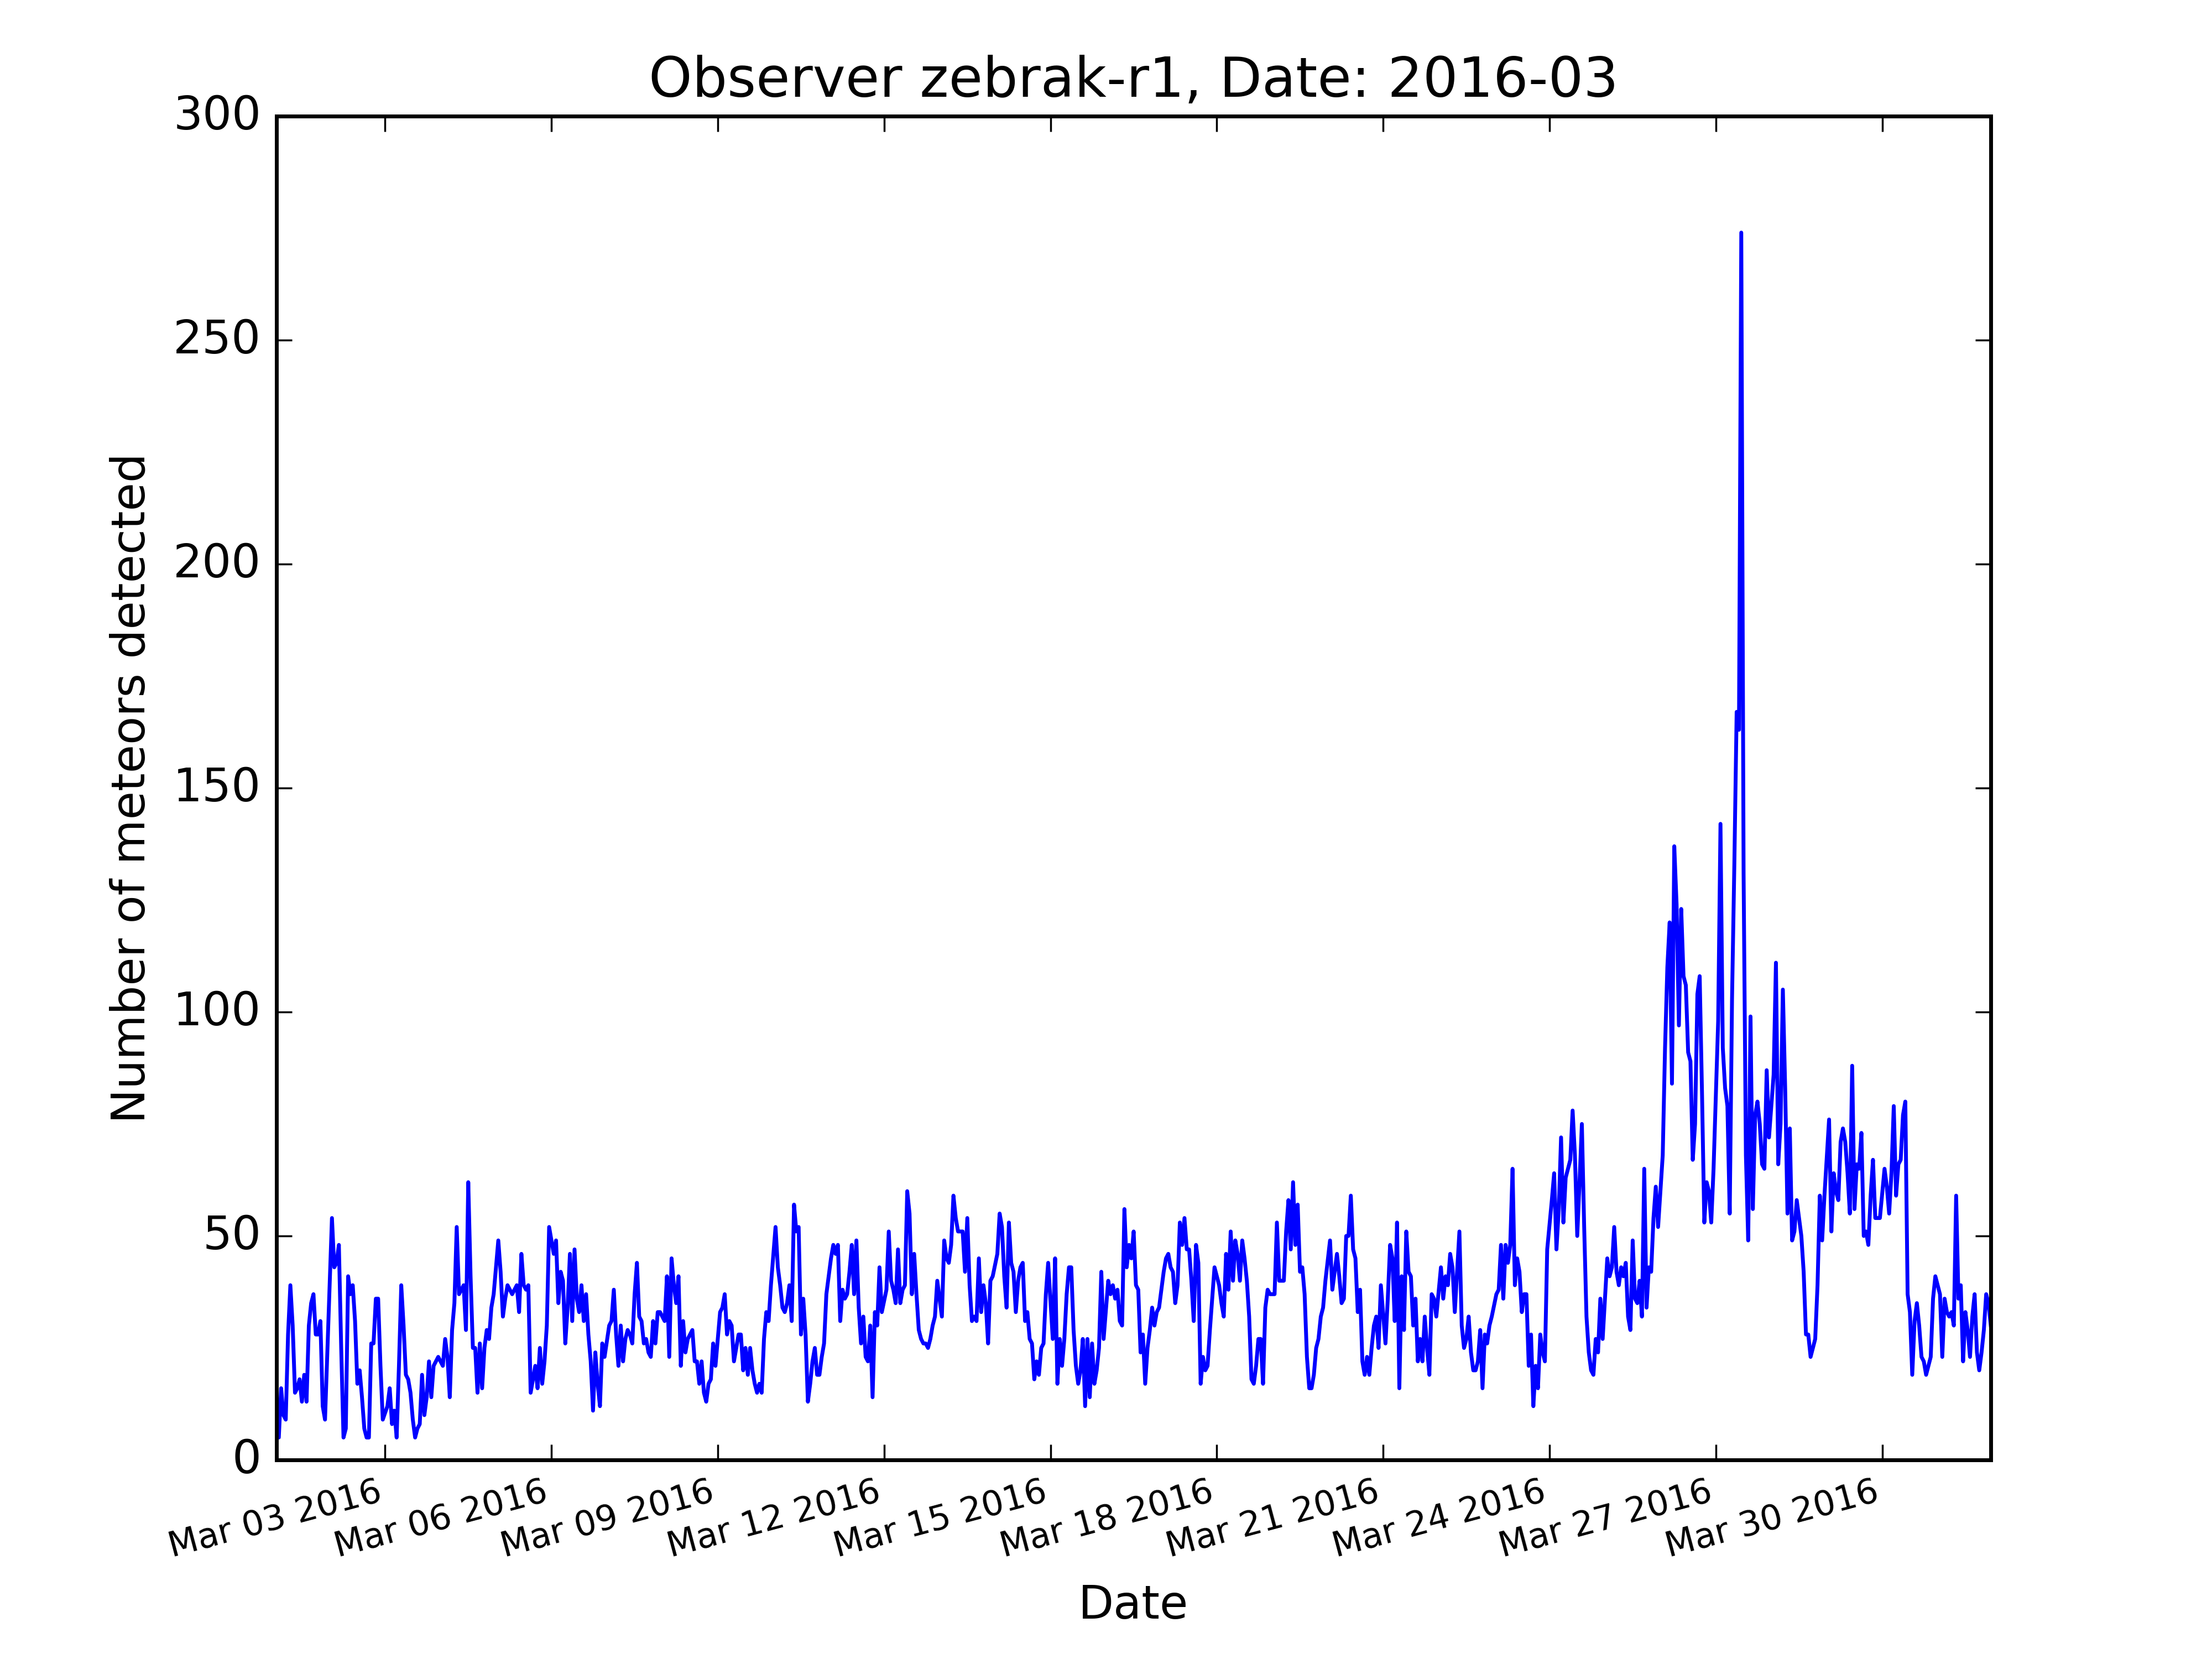 Observer zebrak-r1, Date: 2016-03
300
250
200
150
100
50
0
Number of meteors detected
Mar 03 2016
Mar 06 2016
Mar 09 2016
Mar 12 2016
Mar 15 2016
Mar 18 2016
Mar 21 2016
Mar 24 2016
Mar 27 2016
Mar 30 2016
Date